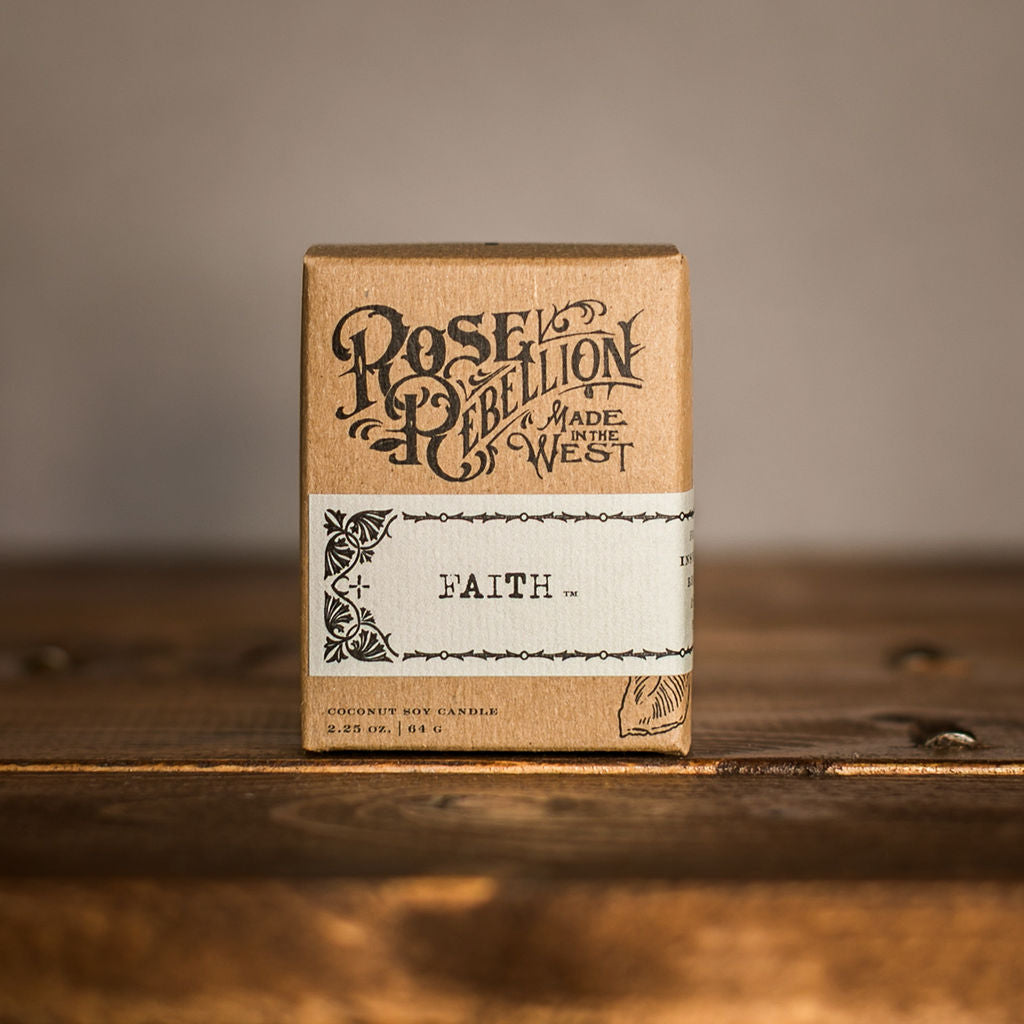 ROSE
REBELLION
MADE
IN THE
WEST
FAITH ™
COCONUT SOY CANDLE
2.25 OZ. | 64 G